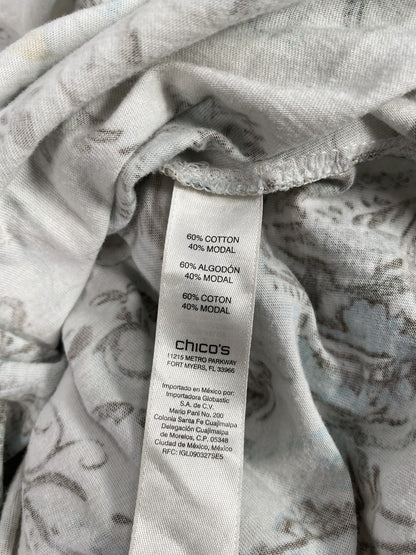 60% COTTON
40% MODAL
60% ALGODÓN
40% MODAL
60% COTON
40% MODAL
chico's
11215 METRO PARKWAY
FORT MYERS, FL 33966
Importado en México por:
Importadora Globastic
S.A. de C.V.
Mario Pani No. 200
Colonia Santa Fe Cuajimalpa
Delegación Cuajimalpa
de Morelos, C.P. 05348
Ciudad de México, México
RFC: IGL090327SE5